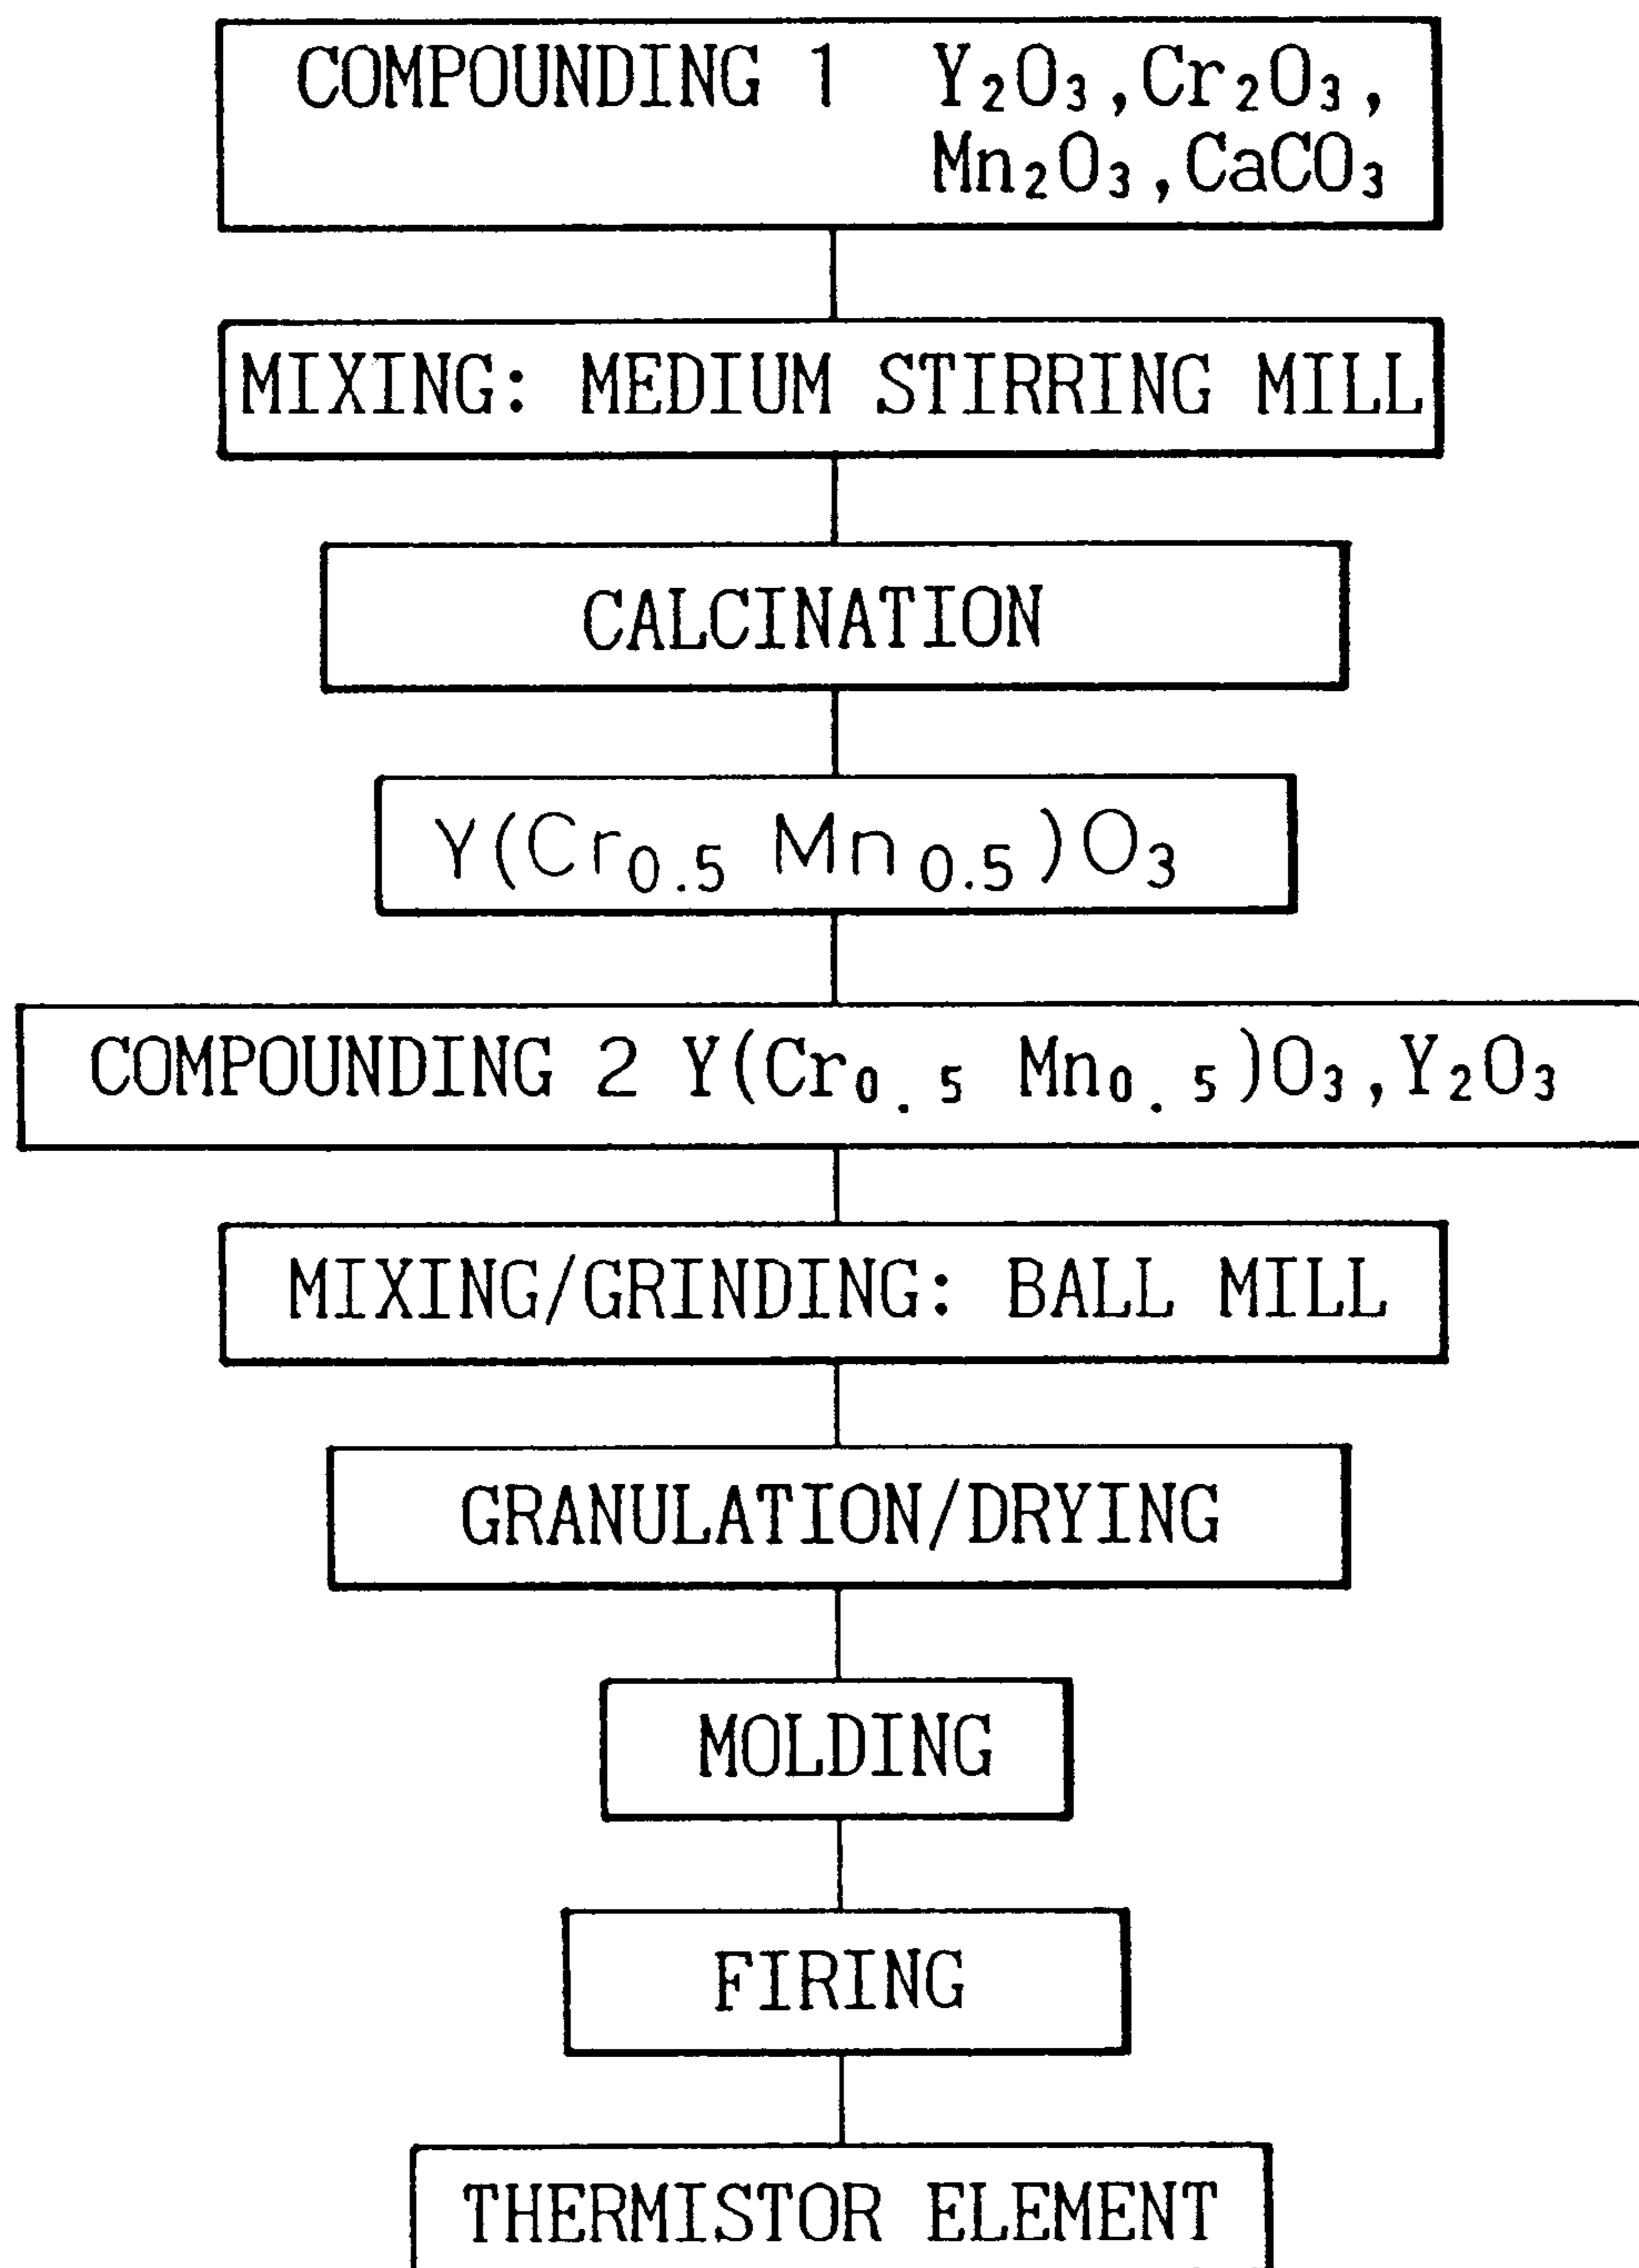 COMPOUNDING 1 Y₂O₃,Cr₂O₃,
Mn₂O₃,CaCO₃
MIXING: MEDIUM STIRRING MILL
CALCINATION
Y(Cr₀.₅ Mn₀.₅)O₃
COMPOUNDING 2 Y(Cr₀.₅ Mn₀.₅)O₃,Y₂O₃
MIXING/GRINDING: BALL MILL
GRANULATION/DRYING
MOLDING
FIRING
THERMISTOR ELEMENT